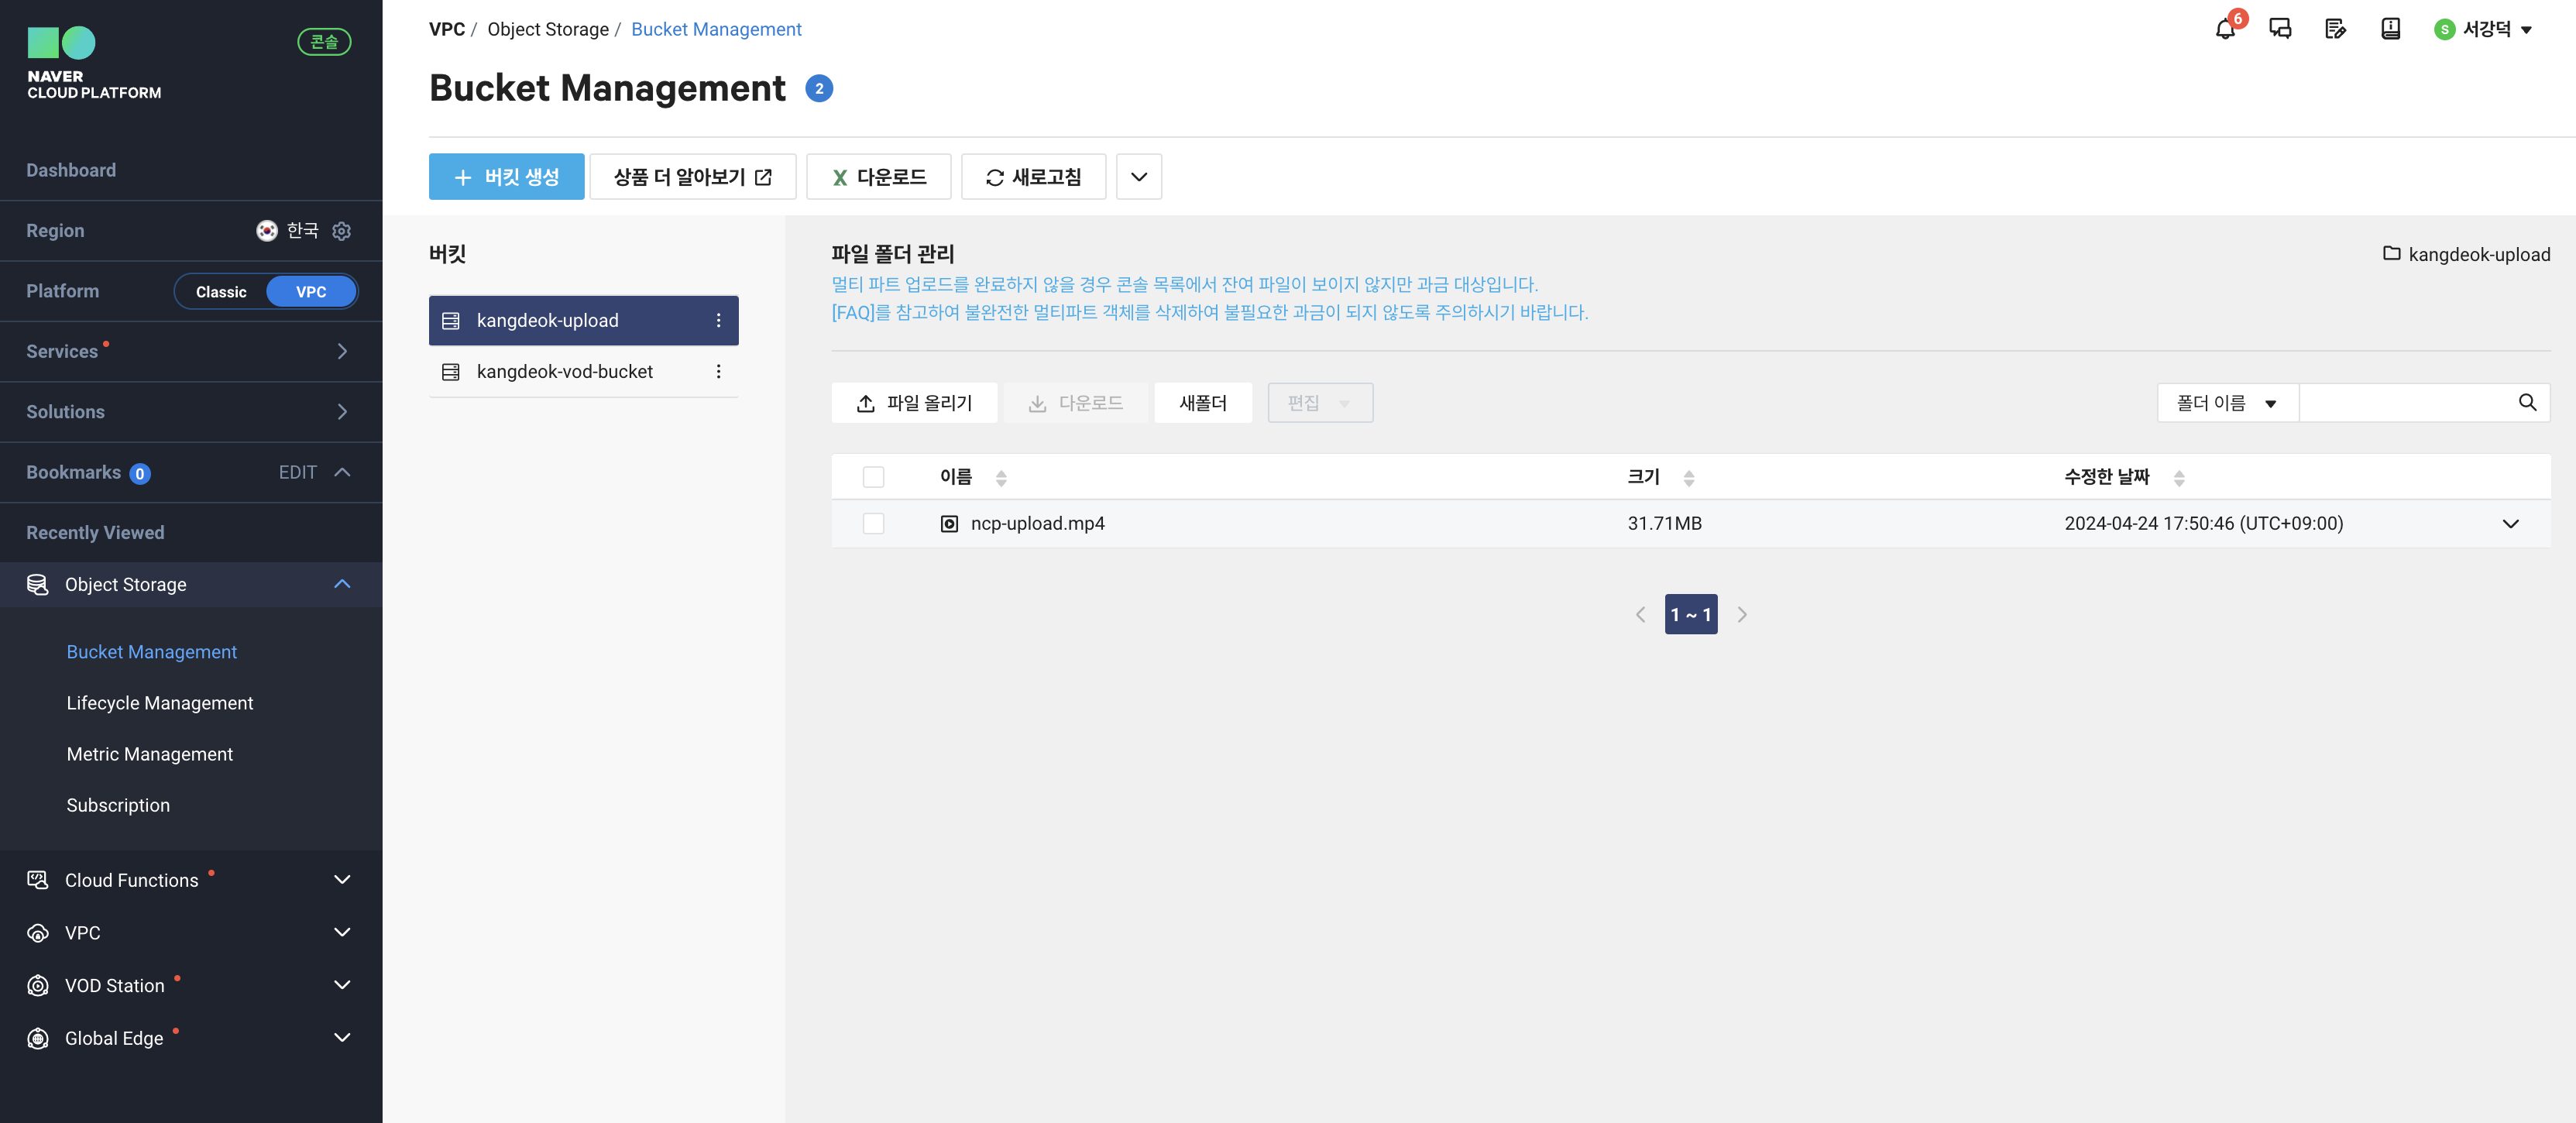 NAVER
CLOUD PLATFORM
콘솔
Dashboard
Region 한국
Platform Classic VPC
Services
Solutions
Bookmarks 0 EDIT
Recently Viewed
Object Storage
Bucket Management
Lifecycle Management
Metric Management
Subscription
Cloud Functions
VPC
VOD Station
Global Edge
VPC / Object Storage / Bucket Management
6 S 서강덕
Bucket Management 2
+ 버킷 생성 상품 더 알아보기 X 다운로드 새로고침
버킷
kangdeok-upload
kangdeok-vod-bucket
파일 폴더 관리 kangdeok-upload
멀티 파트 업로드를 완료하지 않을 경우 콘솔 목록에서 잔여 파일이 보이지 않지만 과금 대상입니다.
[FAQ]를 참고하여 불완전한 멀티파트 객체를 삭제하여 불필요한 과금이 되지 않도록 주의하시기 바랍니다.
파일 올리기 다운로드 새폴더 편집 폴더 이름
이름 크기 수정한 날짜
ncp-upload.mp4 31.71MB 2024-04-24 17:50:46 (UTC+09:00)
1 ~ 1